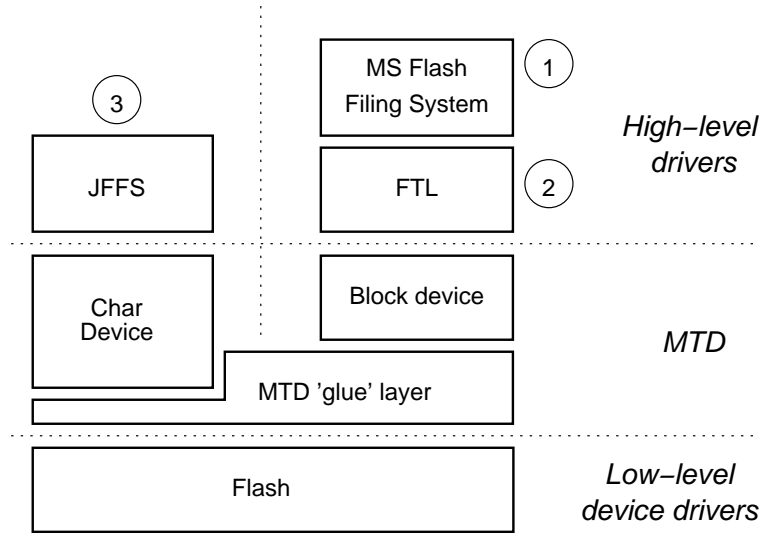 MS Flash
Filing System
1
3
High−level
drivers
JFFS
FTL
2
Char
Device
Block device
MTD
MTD 'glue' layer
Flash
Low−level
device drivers